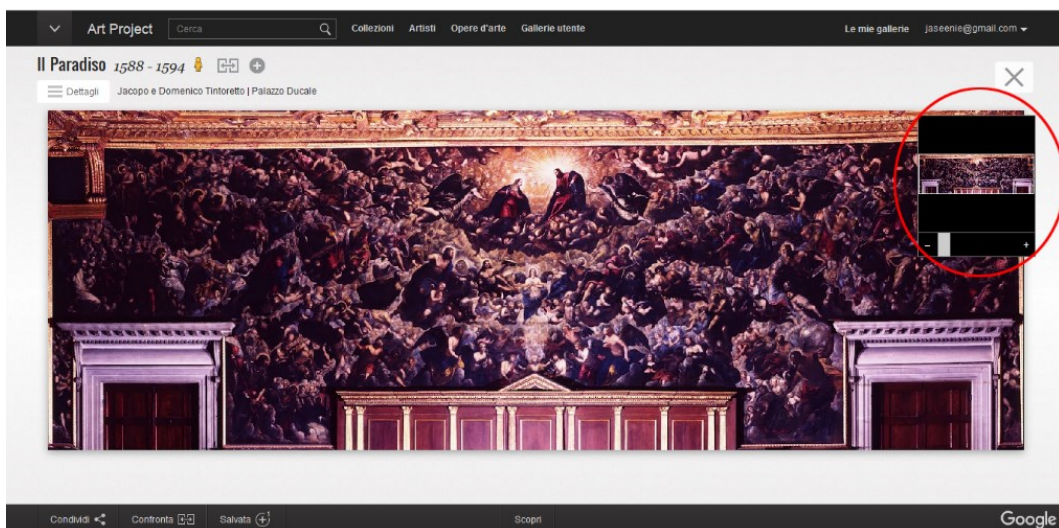 Art Project Cerca Collezioni Artisti Opere d'arte Gallerie utente Le mie gallerie jaseenie@gmail.com
Il Paradiso 1588 - 1594
Dettagli Jacopo e Domenico Tintoretto | Palazzo Ducale
- +
Condividi Confronta Salvata Scopri Google